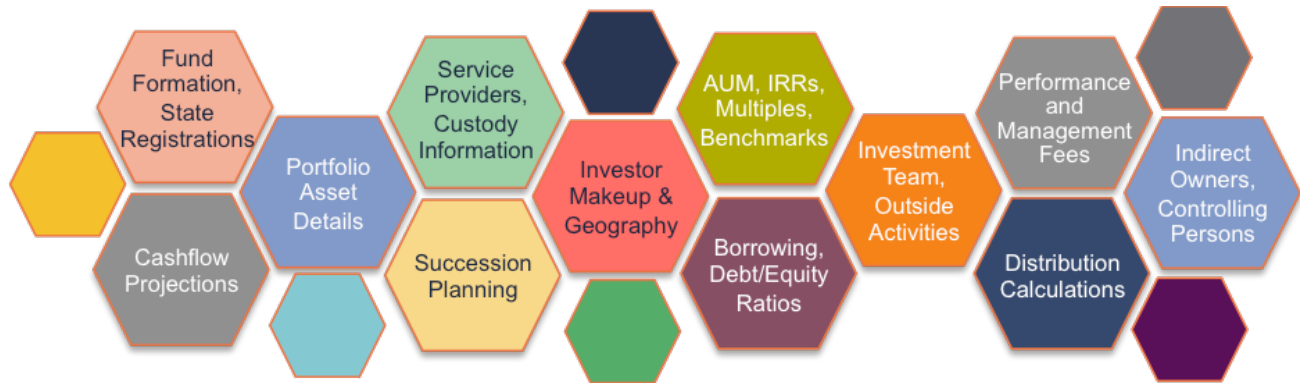 Fund
Formation,
State
Registrations
Cashflow
Projections
Portfolio
Asset
Details
Service
Providers,
Custody
Information
Succession
Planning
Investor
Makeup &
Geography
AUM, IRRs,
Multiples,
Benchmarks
Borrowing,
Debt/Equity
Ratios
Investment
Team,
Outside
Activities
Performance
and
Management
Fees
Distribution
Calculations
Indirect
Owners,
Controlling
Persons